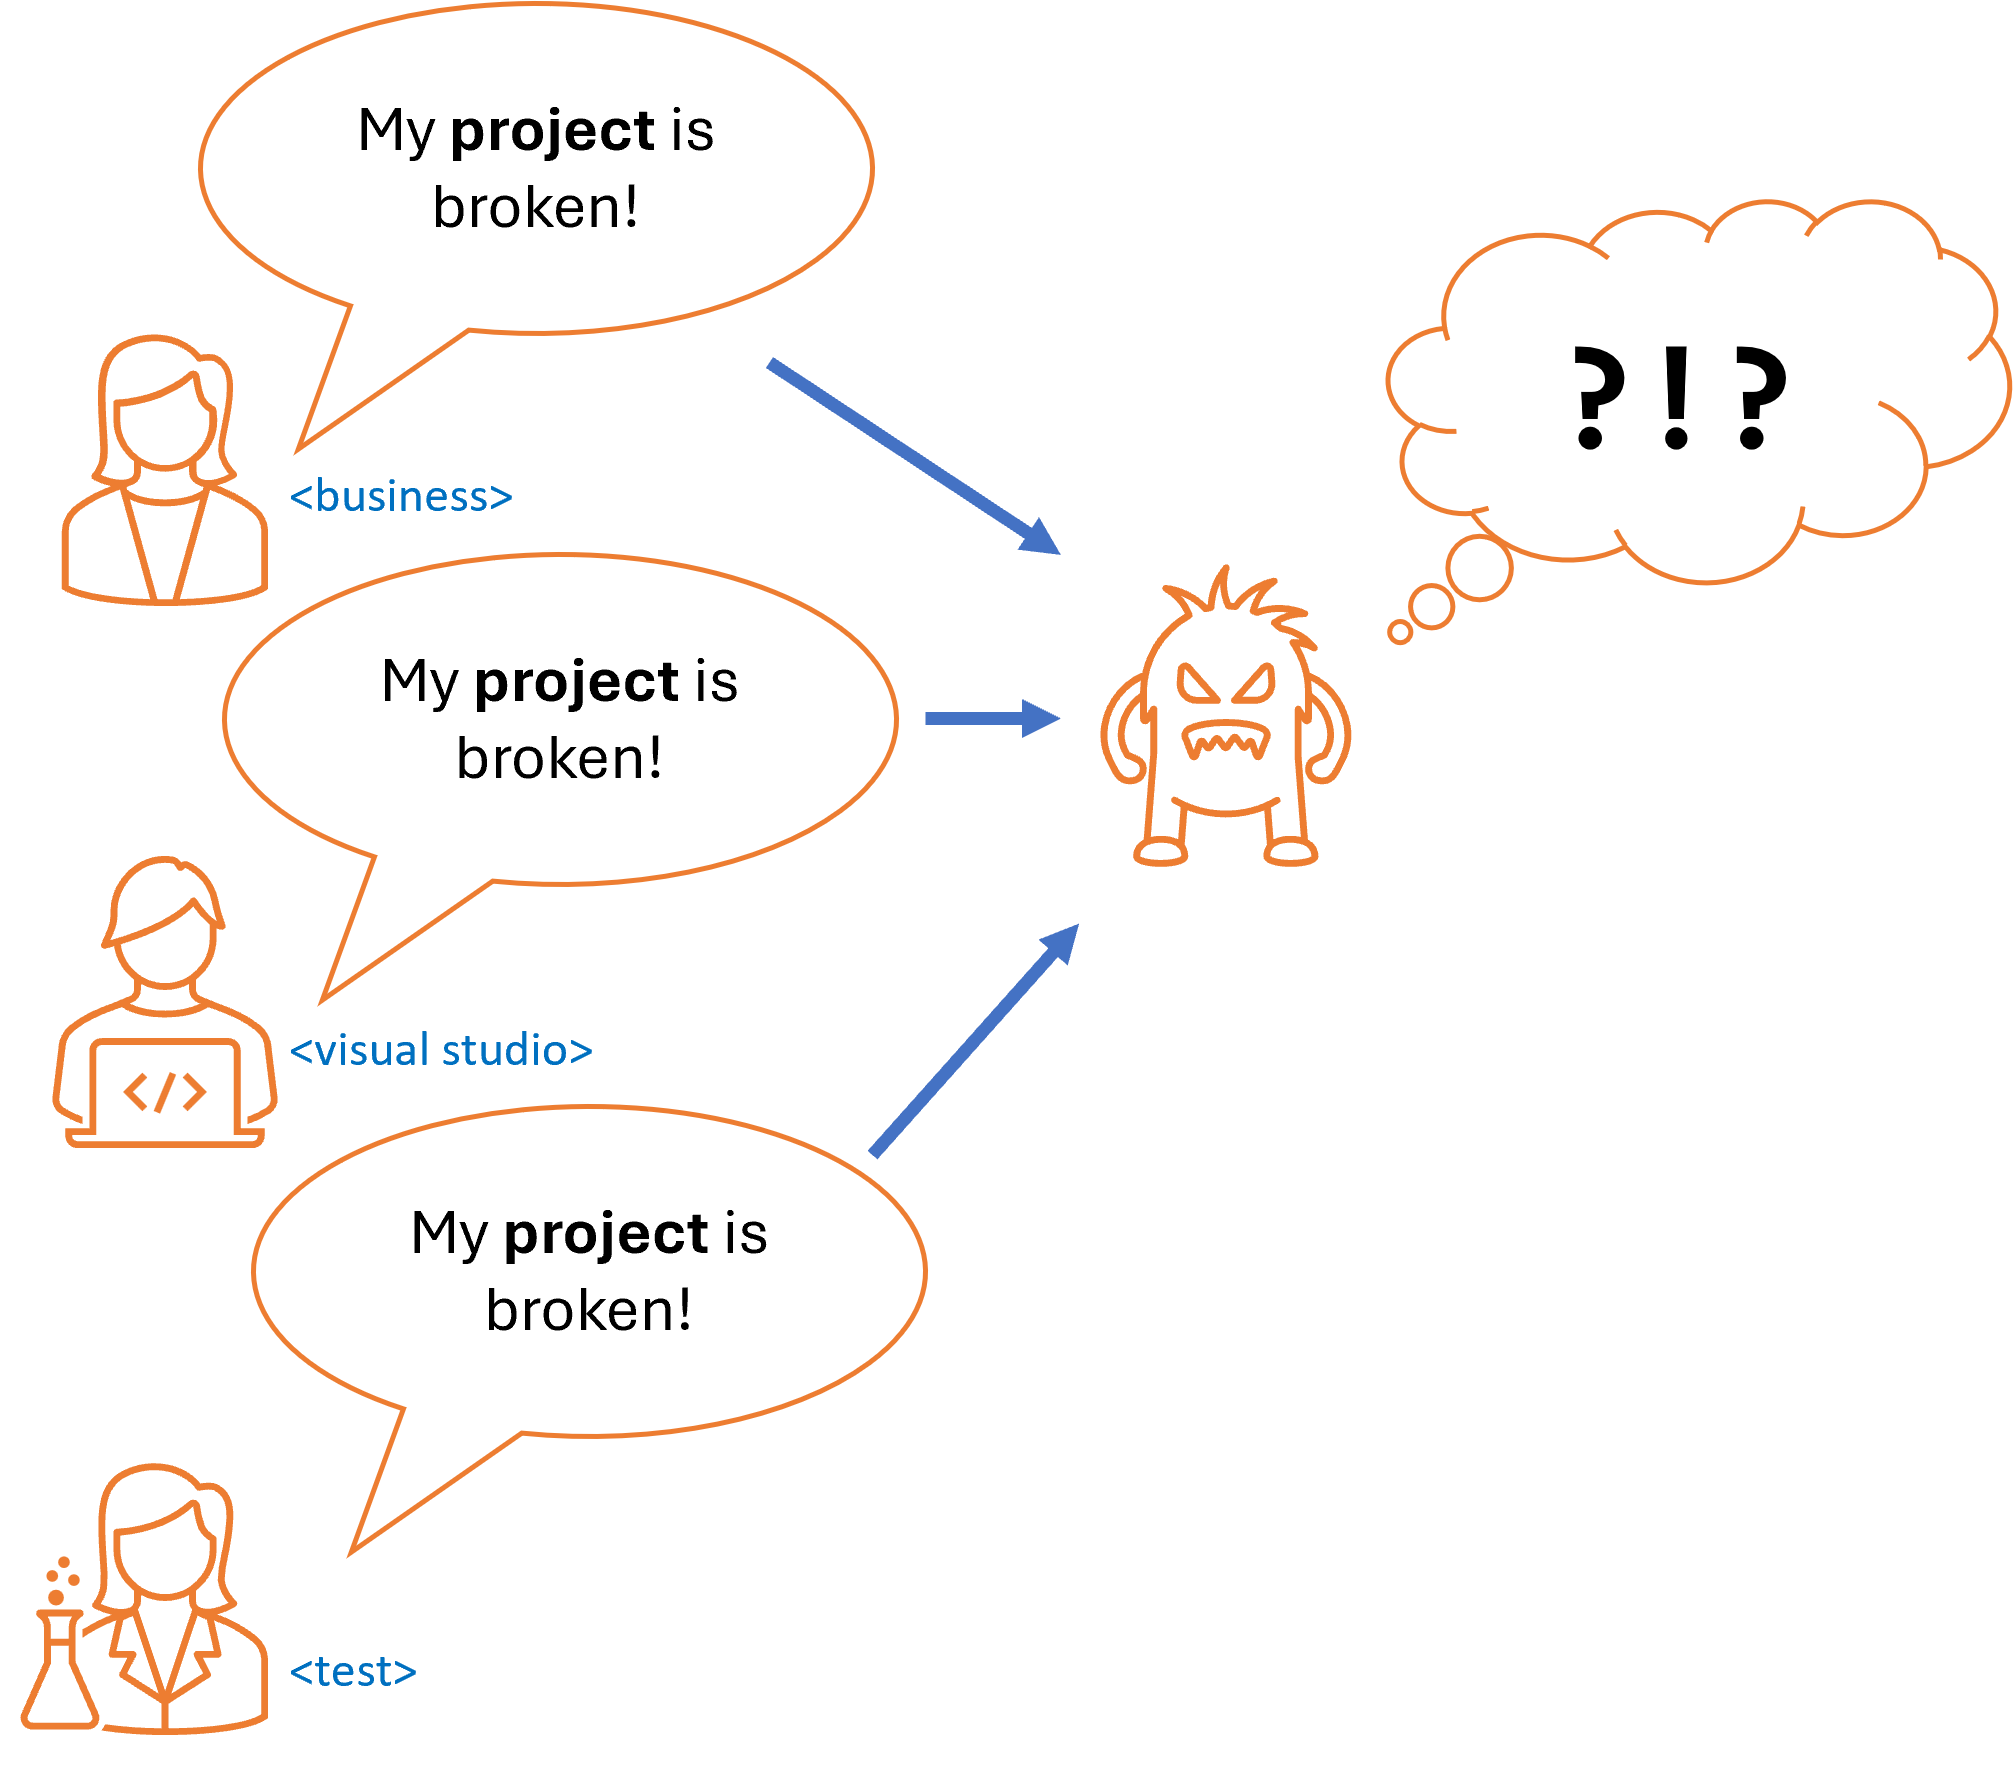 My project is
broken!
<business>
My project is
broken!
<visual studio>
</>
My project is
broken!
<test>
?!?